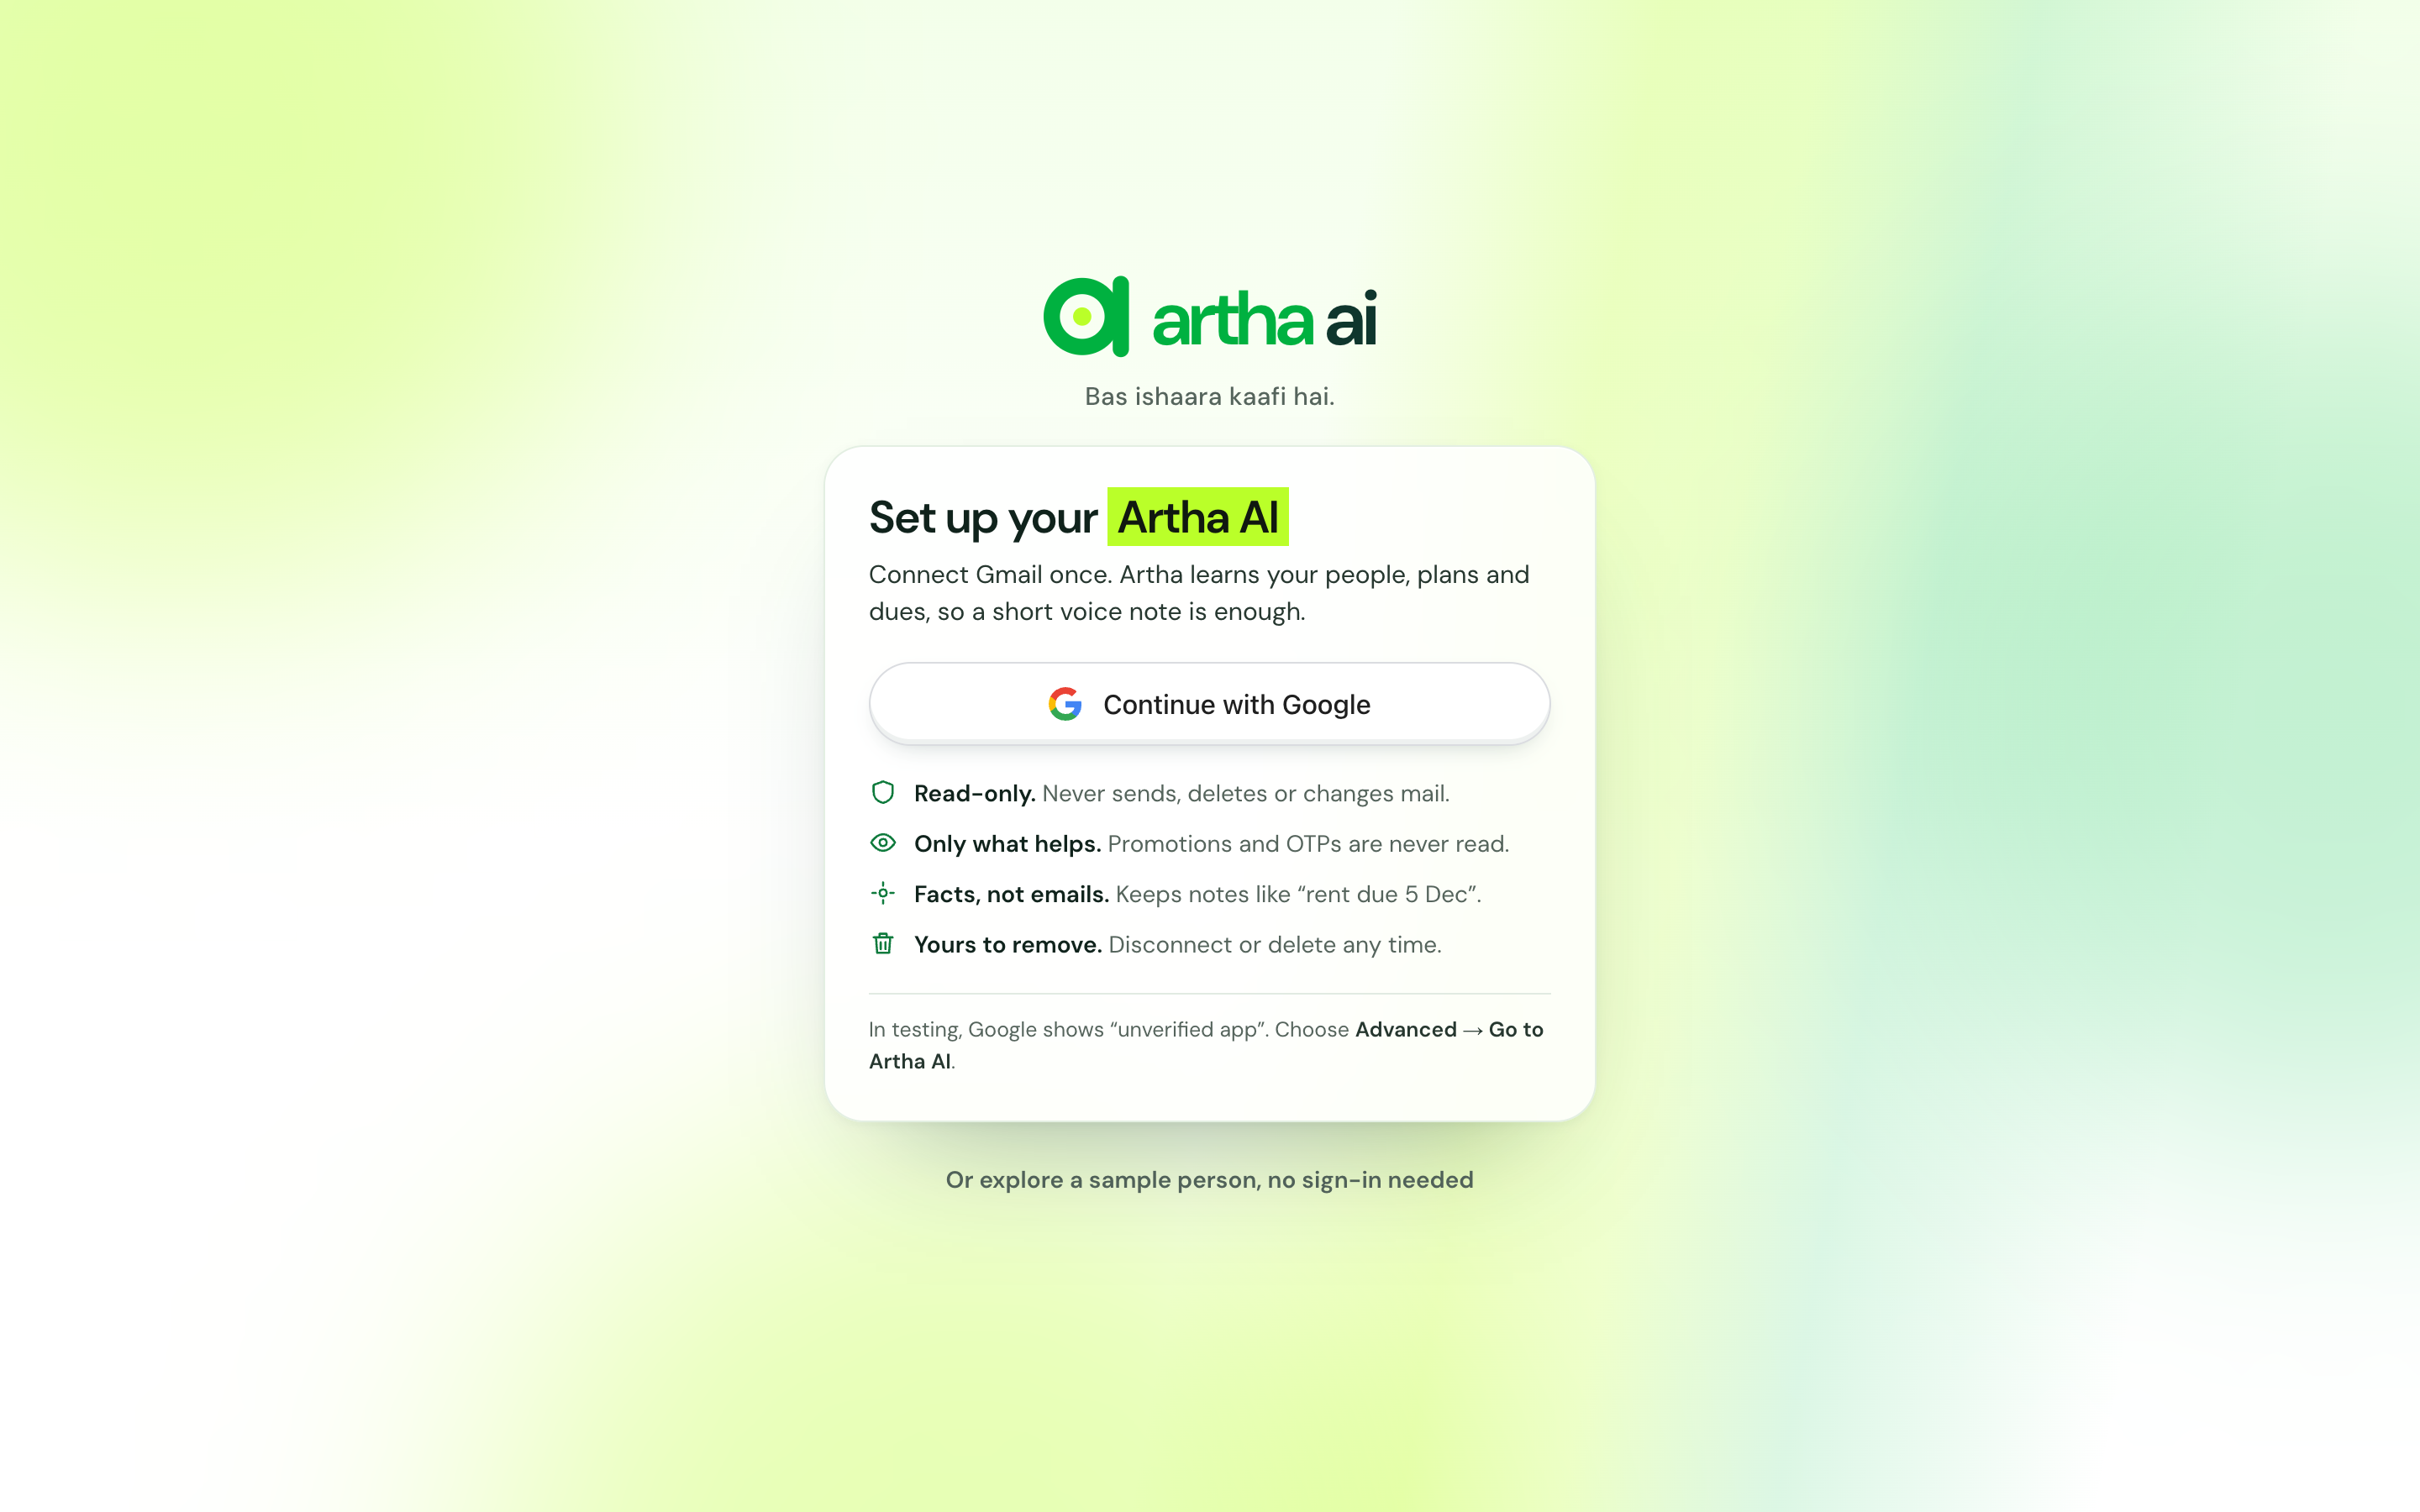 artha ai
Bas ishaara kaafi hai.
Set up your Artha AI
Connect Gmail once. Artha learns your people, plans and
dues, so a short voice note is enough.
Continue with Google
Read-only. Never sends, deletes or changes mail.
Only what helps. Promotions and OTPs are never read.
Facts, not emails. Keeps notes like “rent due 5 Dec”.
Yours to remove. Disconnect or delete any time.
In testing, Google shows “unverified app”. Choose Advanced → Go to
Artha AI.
Or explore a sample person, no sign-in needed